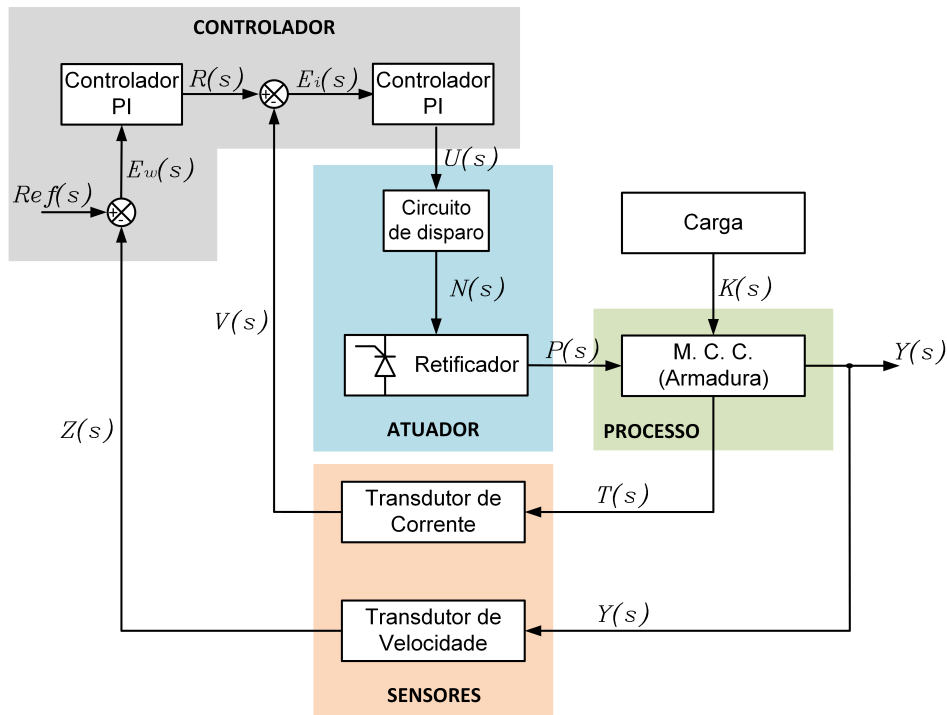 CONTROLADOR
Controlador
PI
R(s)
+
-
Ei(s)
Controlador
PI
Ew(s)
Ref(s)
+
-
U(s)
Circuito
de disparo
Carga
N(s)
K(s)
V(s)
Retificador
P(s)
M. C. C.
(Armadura)
Y(s)
ATUADOR
PROCESSO
Z(s)
Transdutor de
Corrente
T(s)
Transdutor de
Velocidade
Y(s)
SENSORES